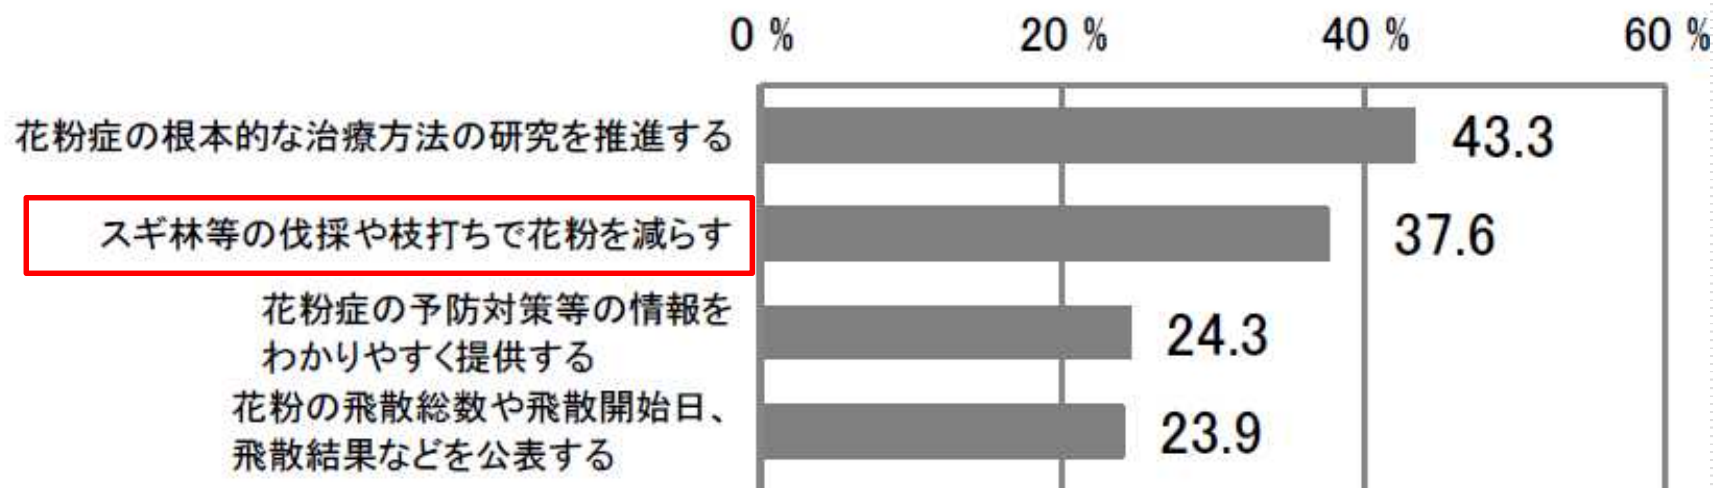 0 % 20 % 40 % 60 %
花粉症の根本的な治療方法の研究を推進する 43.3
スギ林等の伐採や枝打ちで花粉を減らす 37.6
花粉症の予防対策等の情報を
わかりやすく提供する 24.3
花粉の飛散総数や飛散開始日、
飛散結果などを公表する 23.9